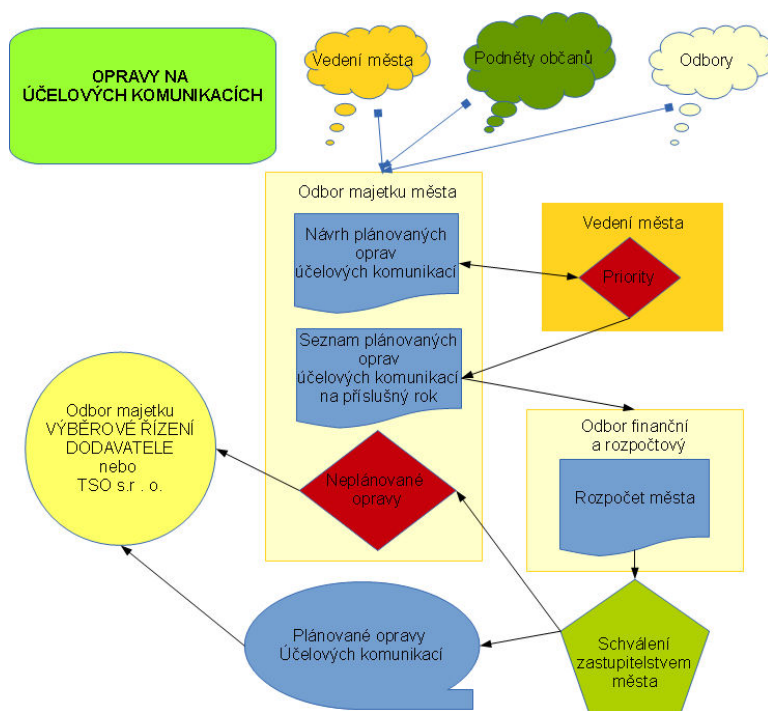 OPRAVY NA
ÚČELOVÝCH KOMUNIKACÍCH
Vedení města
Podněty občanů
Odbory
Odbor majetku města
Návrh plánovaných
oprav
účelových komunikací
Vedení města
Priority
Seznam plánovaných
oprav
účelových komunikací
na příslušný rok
Odbor majetku
VÝBĚROVÉ ŘÍZENÍ
DODAVATELE
nebo
TSO s.r . o.
Neplánované
opravy
Odbor finanční
a rozpočtový
Rozpočet města
Plánované opravy
Účelových komunikací
Schválení
zastupitelstvem
města